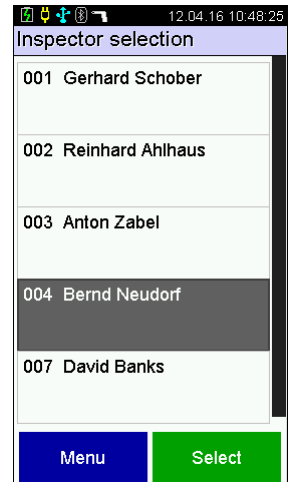 12.04.16 10:48:25
Inspector selection
001 Gerhard Schober
002 Reinhard Ahlhaus
003 Anton Zabel
004 Bernd Neudorf
007 David Banks
Menu Select